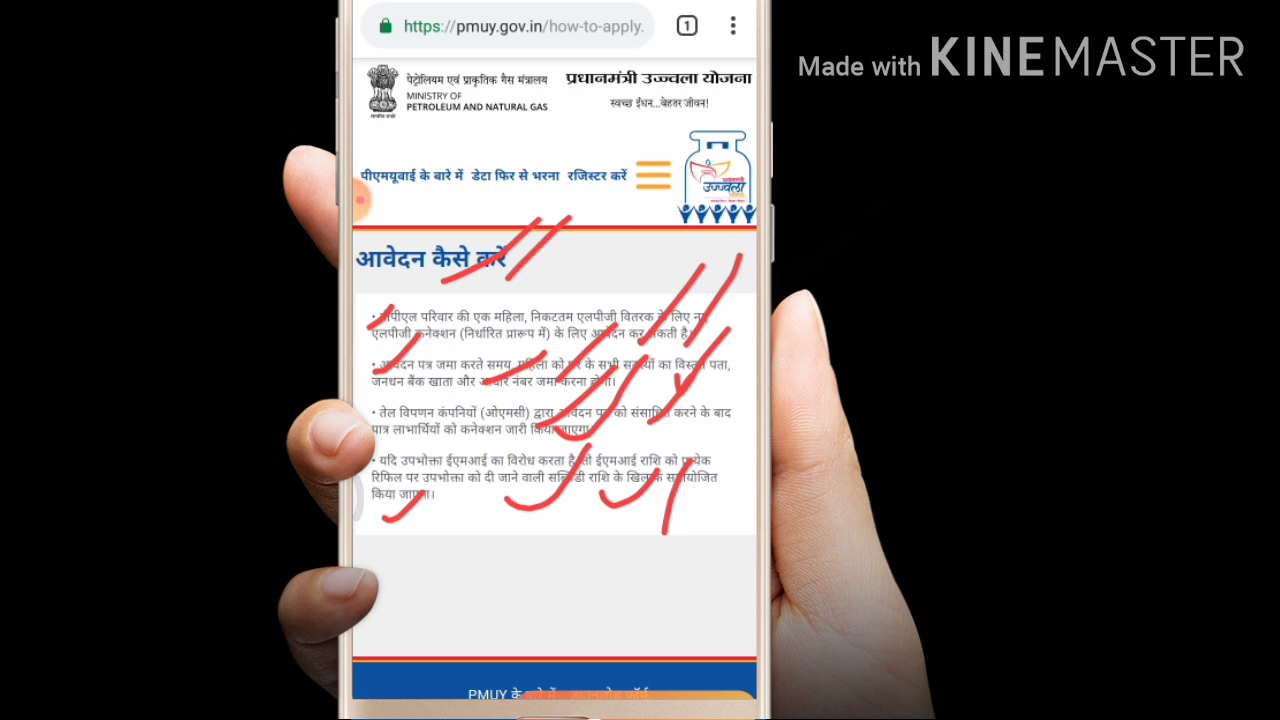 https://pmuy.gov.in/how-to-apply.
1
Made with KINEMASTER
पेट्रोलियम एवं प्राकृतिक गैस मंत्रालय
MINISTRY OF
PETROLEUM AND NATURAL GAS
प्रधानमंत्री उज्ज्वला योजना
स्वच्छ ईंधन...बेहतर जीवन!
पीएमयूवाई के बारे में डेटा फिर से भरना रजिस्टर करें
उज्ज्वला
आवेदन कैसे करें
• बीपीएल परिवार की एक महिला, निकटतम एलपीजी वितरक के लिए नए
एलपीजी कनेक्शन (निर्धारित प्रारूप में) के लिए आवेदन कर सकती है।
• आवेदन पत्र जमा करते समय, महिला को घर के सभी सदस्यों का विस्तृत पता,
जनधन बैंक खाता और आधार नंबर जमा करना होगा।
• तेल विपणन कंपनियों (ओएमसी) द्वारा आवेदन पत्र को संसाधित करने के बाद
पात्र लाभार्थियों को कनेक्शन जारी किया जाएगा
• यदि उपभोक्ता ईएमआई का विरोध करता है तो ईएमआई राशि को प्रत्येक
रिफिल पर उपभोक्ता को दी जाने वाली सब्सिडी राशि के खिलाफ समायोजित
किया जाएगा।
PMUY के बारे में